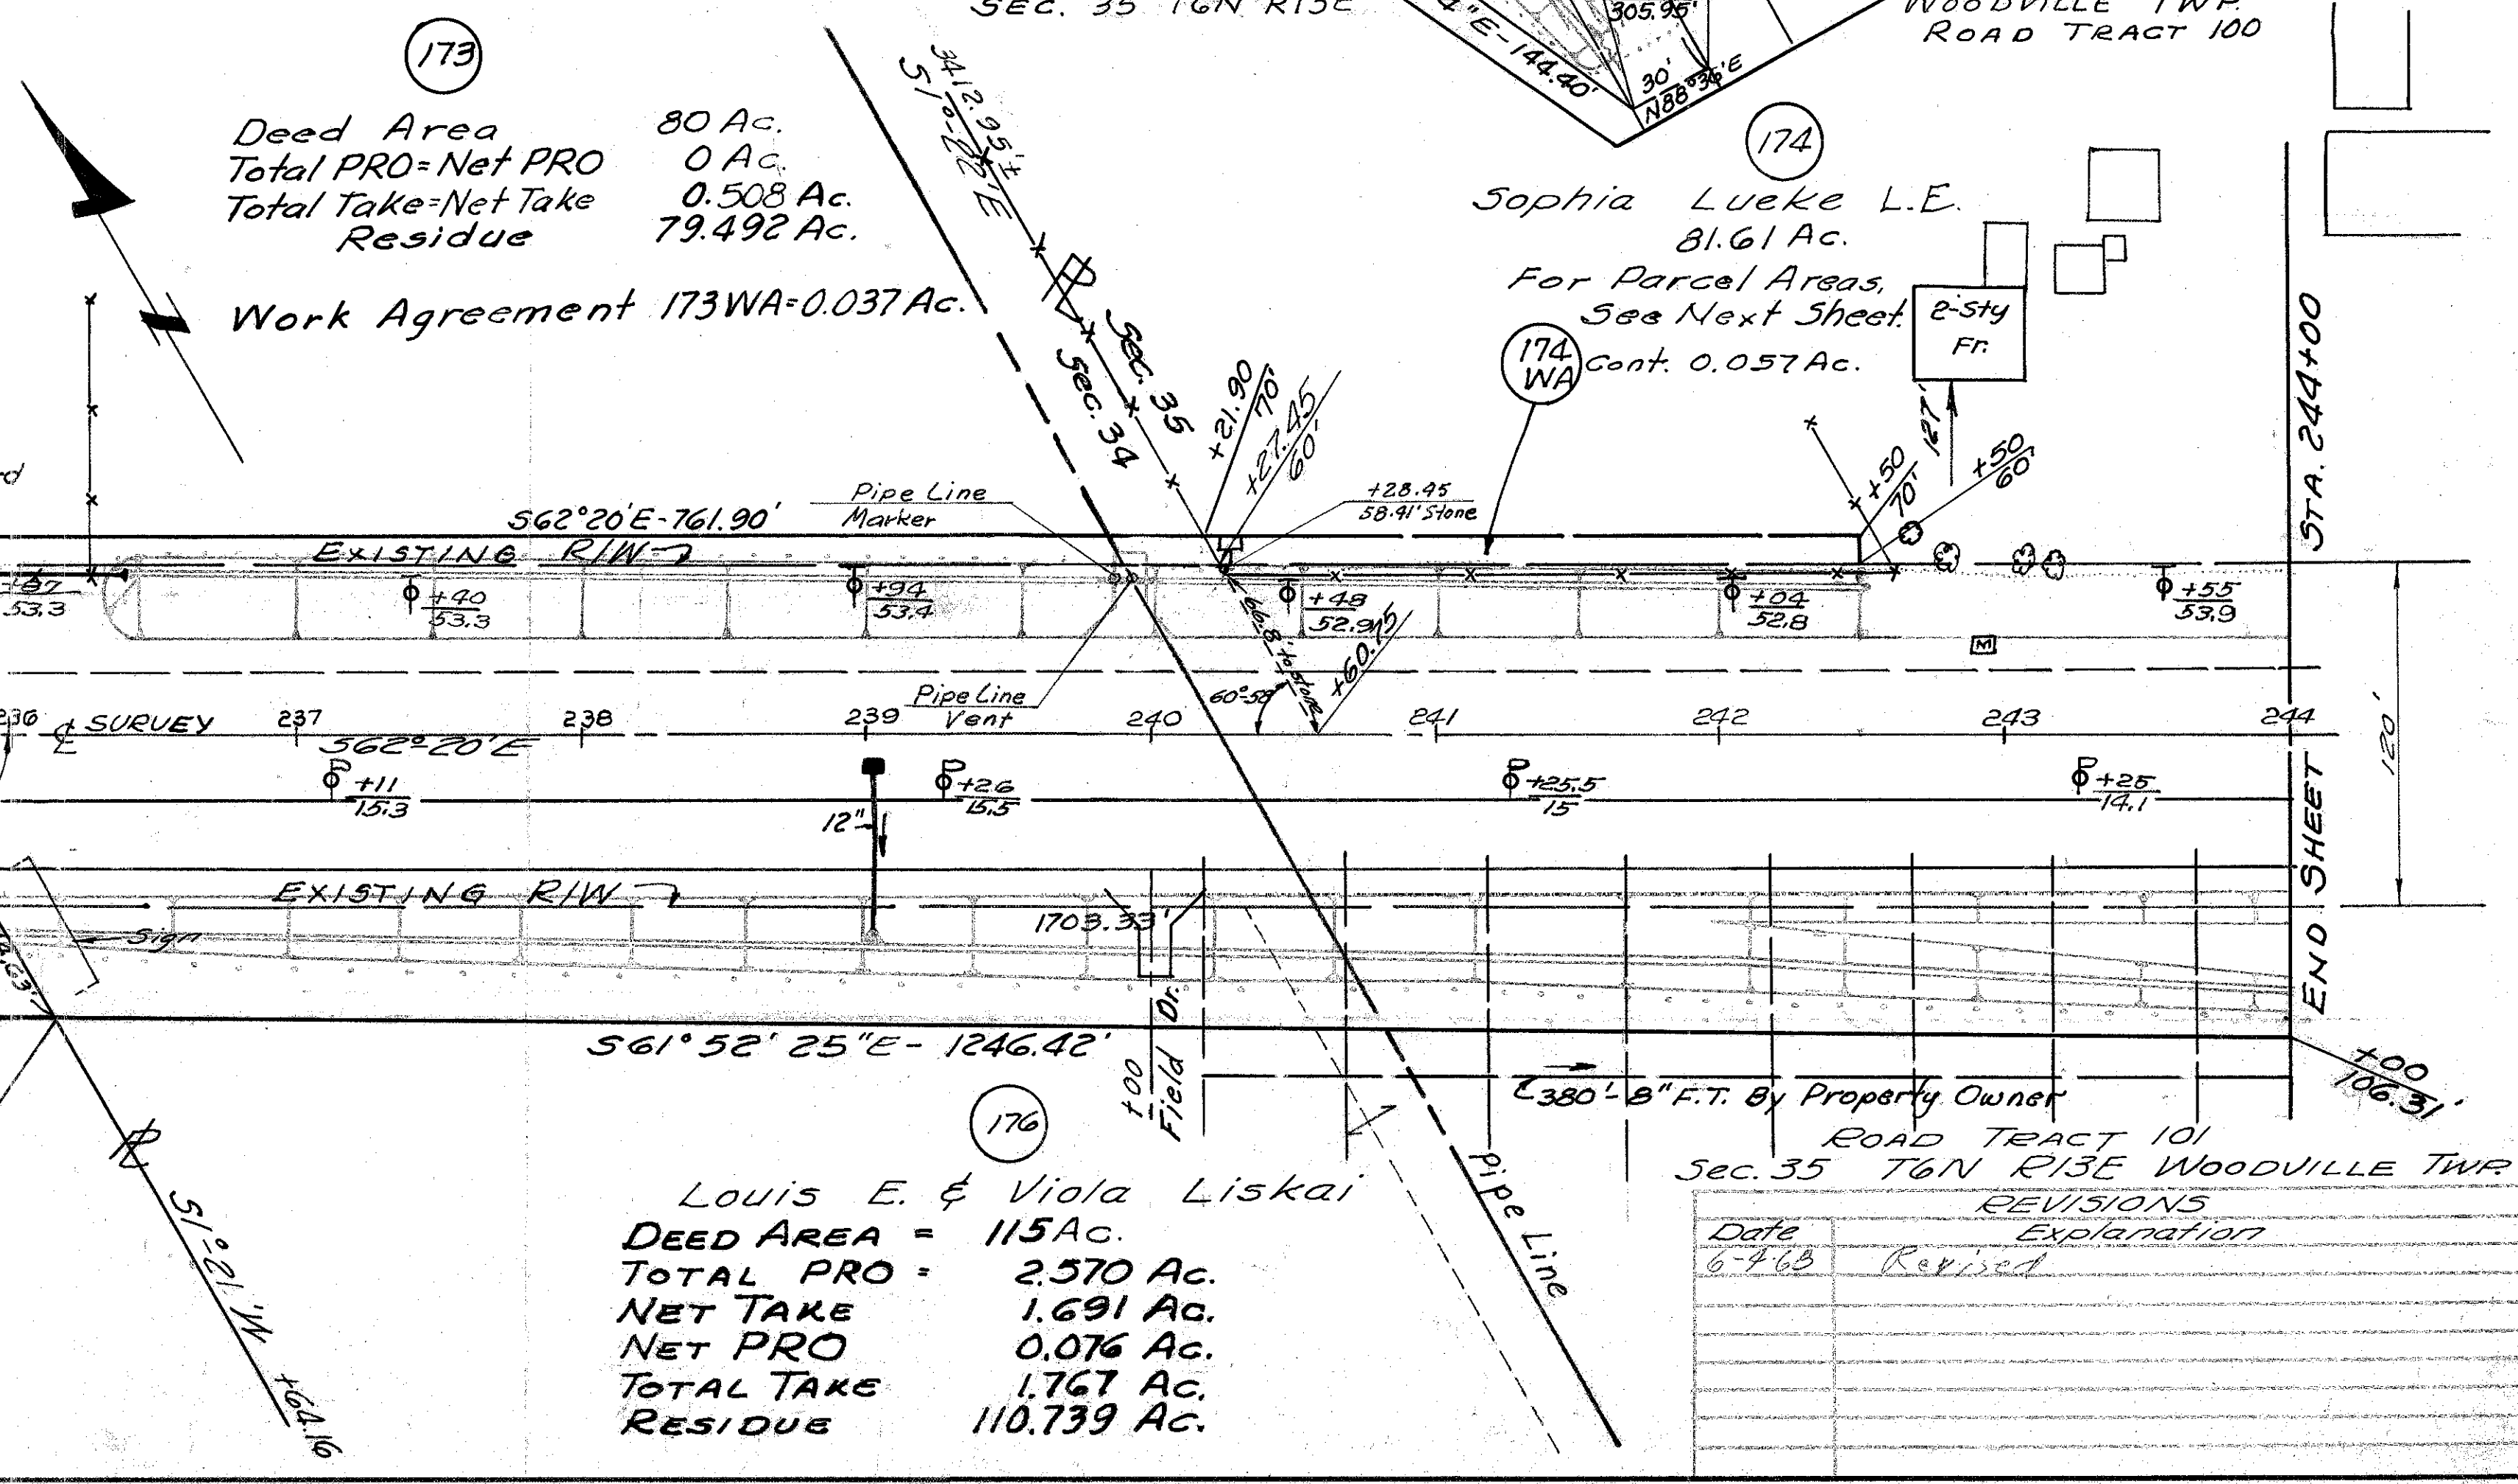 SEC. 35 T6N R13E
4"E-144.40'
305.95'
30'
N88°36'E
WOODVILLE TWP.
ROAD TRACT 100
173
Deed Area 80 Ac.
Total PRO=Net PRO 0 Ac.
Total Take=Net Take 0.508 Ac.
Residue 79.492 Ac.
Work Agreement 173WA=0.037Ac.
3412.95'±
S1°-22'E
Sec. 35
Sec. 34
174
Sophia Lueke L.E.
81.61 Ac.
For Parcel Areas,
See Next Sheet.
174
WA
Cont. 0.057 Ac.
2-Sty
Fr.
127'
STA. 244+00
+21.90
70'
+27.45
60'
+28.45
58.41' Stone
+50
70'
+50
60'
Pipe Line
Marker
S62°20'E-761.90'
EXISTING R/W
53.3
+40
53.3
+94
53.4
+48
52.9
+04
52.8
+55
53.9
M
66.8' to stone
+60.75
60°-58'
Pipe Line
Vent
236
℄ SURVEY
237
238
239
240
241
242
243
244
S62°-20'E
120'
+11
15.3
+26
15.5
+25.5
15
+25
14.1
12"
EXISTING R/W
Sign
1703.33'
END SHEET
S61°52'25"E- 1246.42'
+00
Field Dr.
380'-8"F.T. By Property Owner
+00
106.31'
176
Louis E. & Viola Liskai
DEED AREA = 115Ac.
TOTAL PRO = 2.570 Ac.
NET TAKE 1.691 Ac.
NET PRO 0.076 Ac.
TOTAL TAKE 1.767 Ac.
RESIDUE 110.739 Ac.
S1°-21'W
+64.16
Pipe Line
ROAD TRACT 101
Sec. 35 T6N R13E WOODVILLE TWP.
REVISIONS
Date Explanation
Revised